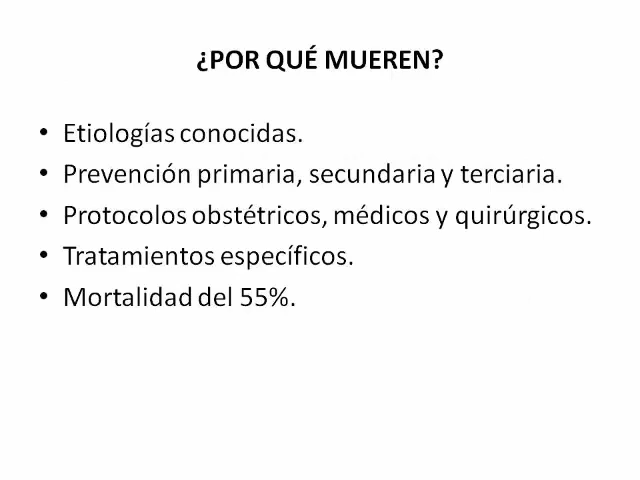 ¿POR QUÉ MUEREN?
• Etiologías conocidas.
• Prevención primaria, secundaria y terciaria.
• Protocolos obstétricos, médicos y quirúrgicos.
• Tratamientos específicos.
• Mortalidad del 55%.